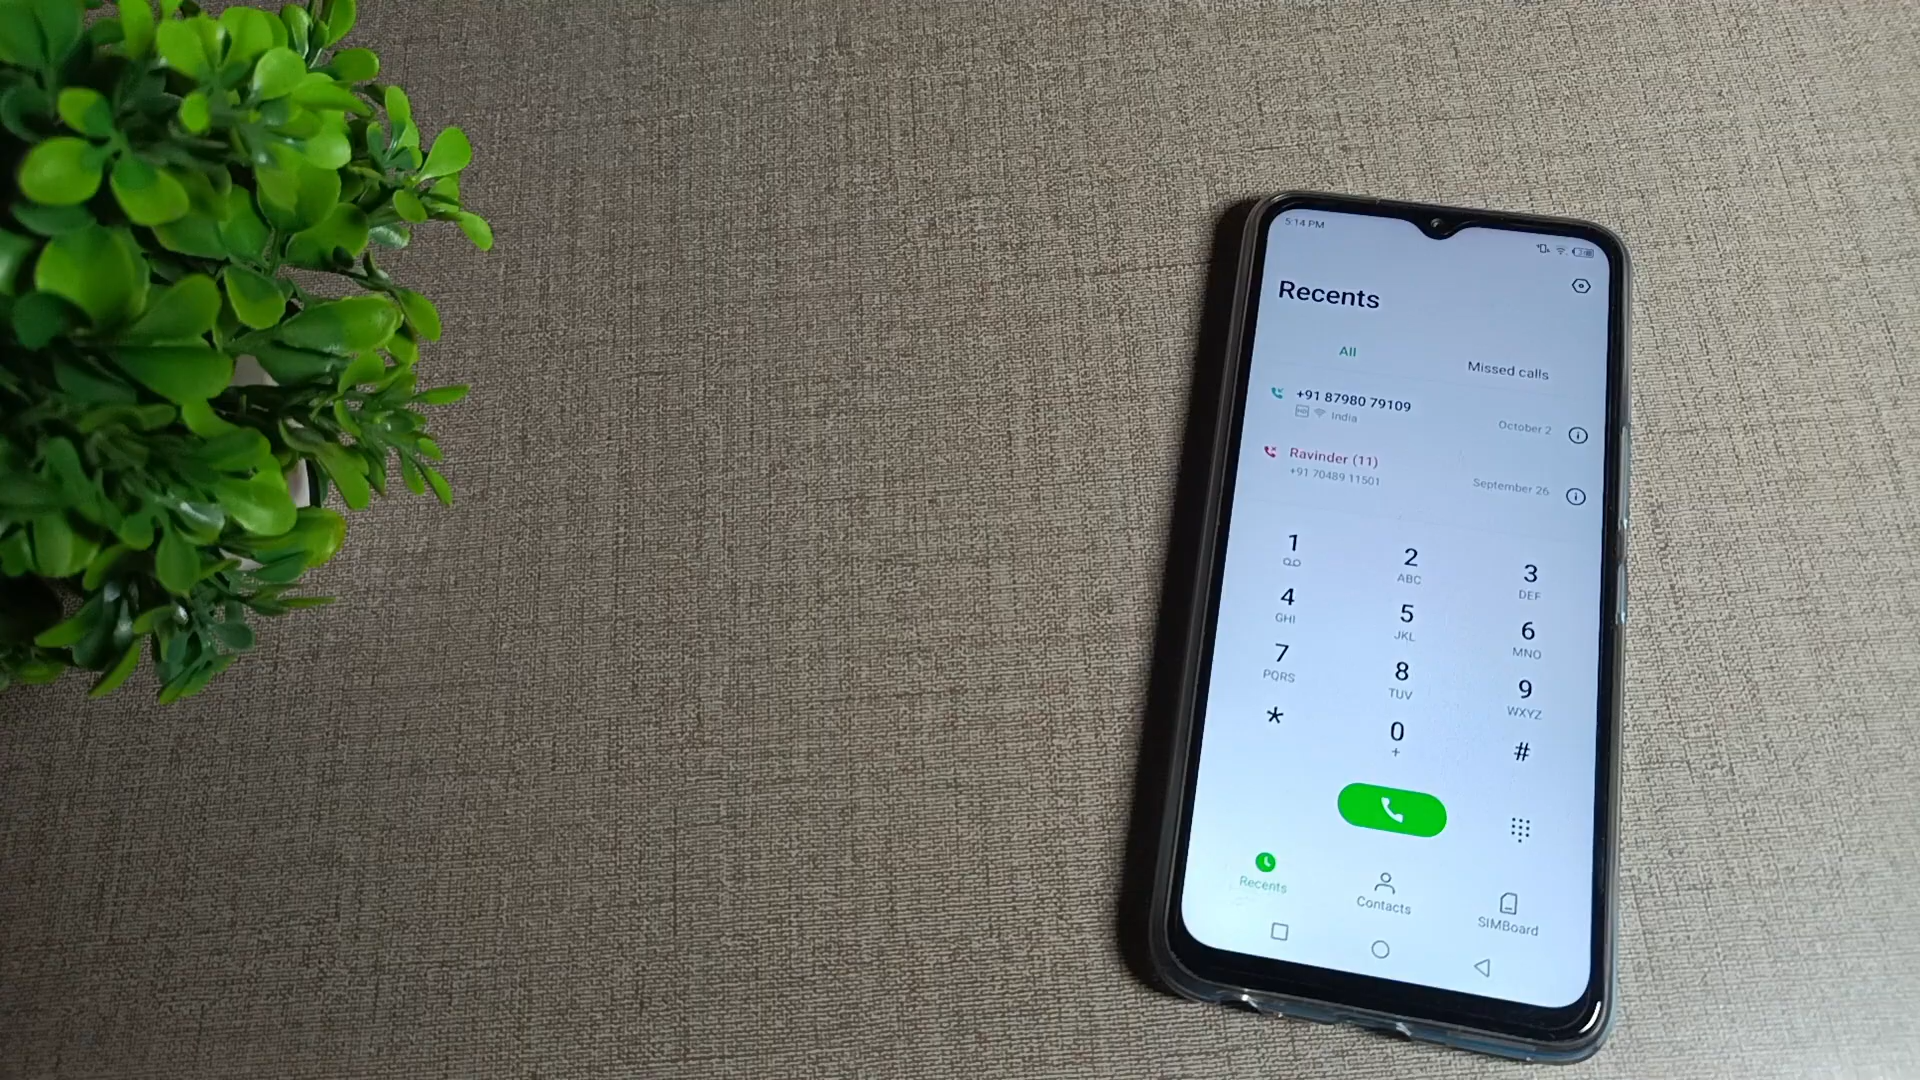 5:14 PM
Recents
All
Missed calls
+91 87980 79109
India
October 2
Ravinder (11)
+91 70489 11501
September 26
1
2
ABC
3
DEF
4
GHI
5
JKL
6
MNO
7
PQRS
8
TUV
9
WXYZ
*
0
+
#
Recents
Contacts
SIMBoard